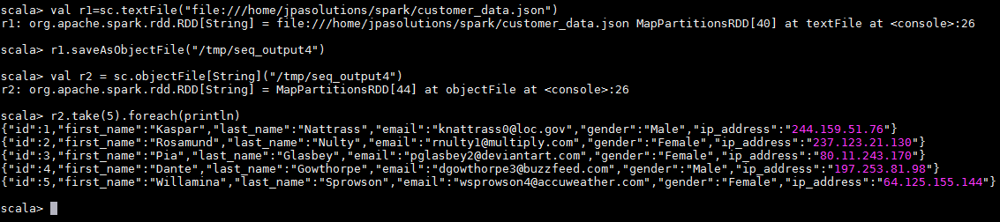 scala> val r1=sc.textFile("file:///home/jpasolutions/spark/customer_data.json")
r1: org.apache.spark.rdd.RDD[String] = file:///home/jpasolutions/spark/customer_data.json MapPartitionsRDD[40] at textFile at <console>:26
scala> r1.saveAsObjectFile("/tmp/seq_output4")
scala> val r2 = sc.objectFile[String]("/tmp/seq_output4")
r2: org.apache.spark.rdd.RDD[String] = MapPartitionsRDD[44] at objectFile at <console>:26
scala> r2.take(5).foreach(println)
{"id":1,"first_name":"Kaspar","last_name":"Nattrass","email":"knattrass0@loc.gov","gender":"Male","ip_address":"244.159.51.76"}
{"id":2,"first_name":"Rosamund","last_name":"Nulty","email":"rnulty1@multiply.com","gender":"Female","ip_address":"237.123.21.130"}
{"id":3,"first_name":"Pia","last_name":"Glasbey","email":"pglasbey2@deviantart.com","gender":"Female","ip_address":"80.11.243.170"}
{"id":4,"first_name":"Dante","last_name":"Gowthorpe","email":"dgowthorpe3@buzzfeed.com","gender":"Male","ip_address":"197.253.81.98"}
{"id":5,"first_name":"Willamina","last_name":"Sprowson","email":"wsprowson4@accuweather.com","gender":"Female","ip_address":"64.125.155.144"}
scala>